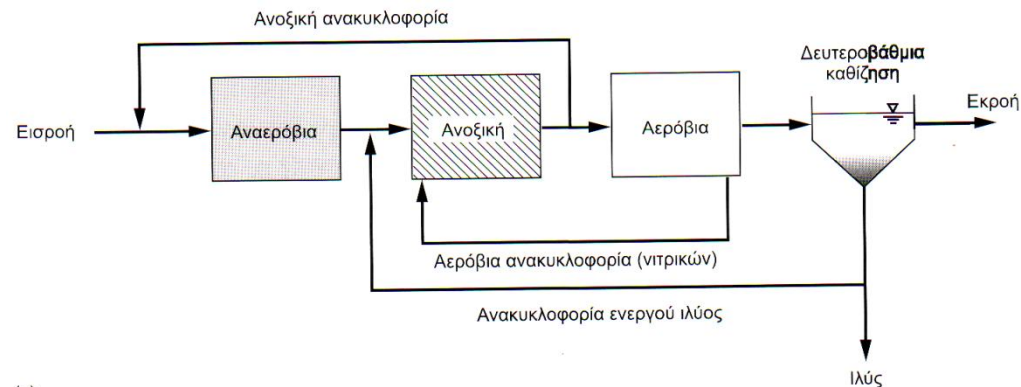 Ανοξική ανακυκλοφορία
Δευτεροβάθμια
καθίζηση
Εισροή
Αναερόβια
Ανοξική
Αερόβια
Εκροή
Αερόβια ανακυκλοφορία (νιτρικών)
Ανακυκλοφορία ενεργού ιλύος
Ιλύς